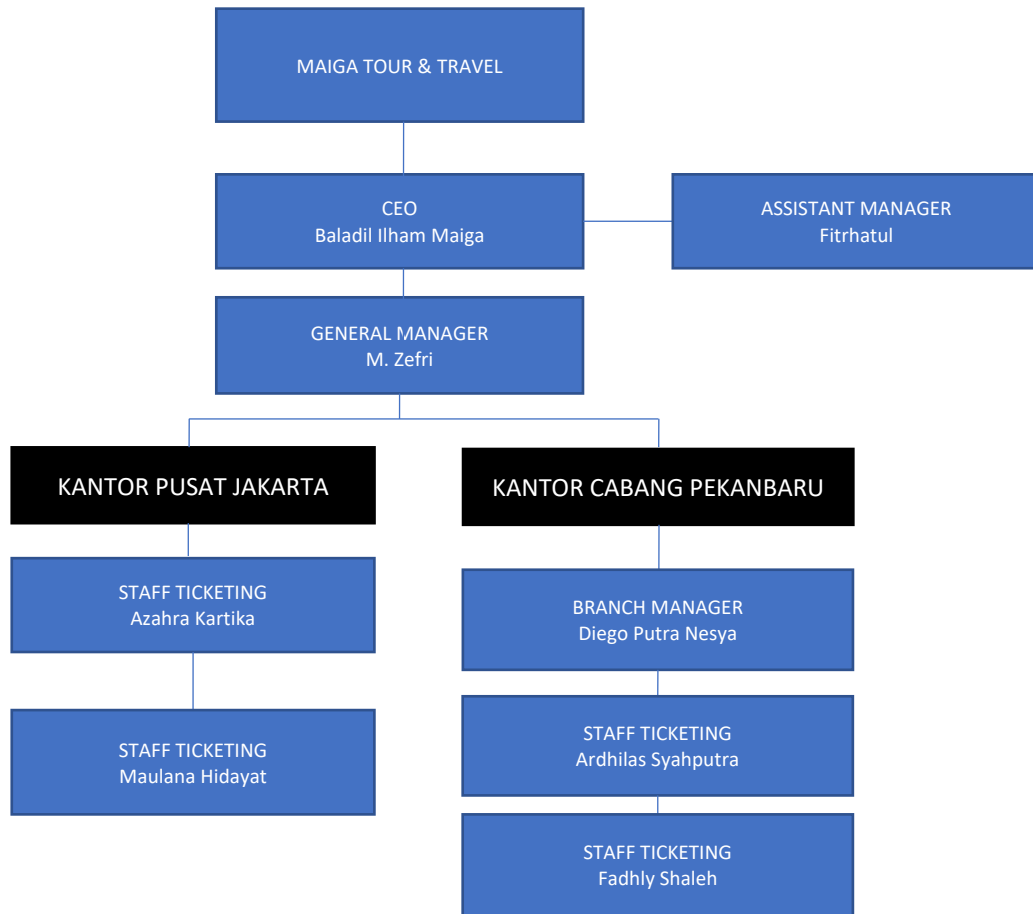 MAIGA TOUR & TRAVEL
CEO
Baladil Ilham Maiga
ASSISTANT MANAGER
Fitrhatul
GENERAL MANAGER
M. Zefri
KANTOR PUSAT JAKARTA
STAFF TICKETING
Azahra Kartika
STAFF TICKETING
Maulana Hidayat
KANTOR CABANG PEKANBARU
BRANCH MANAGER
Diego Putra Nesya
STAFF TICKETING
Ardhilas Syahputra
STAFF TICKETING
Fadhly Shaleh